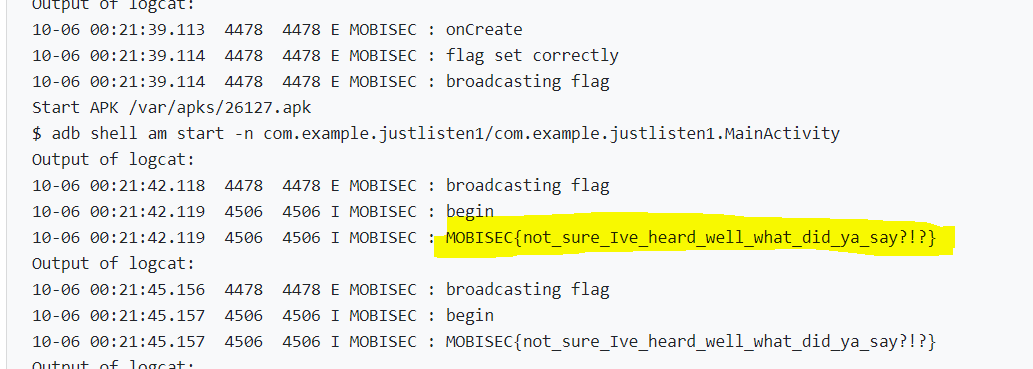 Output of logcat:
10-06 00:21:39.113  4478  4478 E MOBISEC : onCreate
10-06 00:21:39.114  4478  4478 E MOBISEC : flag set correctly
10-06 00:21:39.114  4478  4478 E MOBISEC : broadcasting flag
Start APK /var/apks/26127.apk
$ adb shell am start -n com.example.justlisten1/com.example.justlisten1.MainActivity
Output of logcat:
10-06 00:21:42.118  4478  4478 E MOBISEC : broadcasting flag
10-06 00:21:42.119  4506  4506 I MOBISEC : begin
10-06 00:21:42.119  4506  4506 I MOBISEC : MOBISEC{not_sure_Ive_heard_well_what_did_ya_say?!?}
Output of logcat:
10-06 00:21:45.156  4478  4478 E MOBISEC : broadcasting flag
10-06 00:21:45.157  4506  4506 I MOBISEC : begin
10-06 00:21:45.157  4506  4506 I MOBISEC : MOBISEC{not_sure_Ive_heard_well_what_did_ya_say?!?}
Output of logcat: